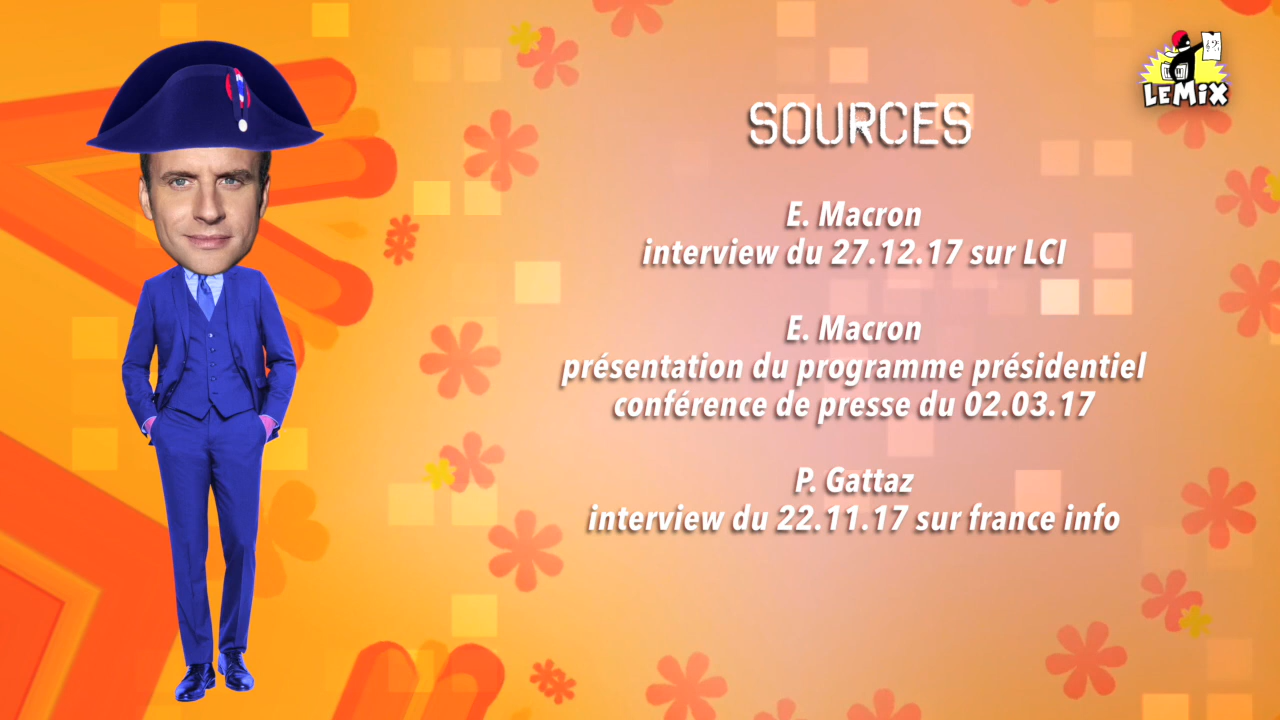 LEMIX
SOURCES
E. Macron
interview du 27.12.17 sur LCI
E. Macron
présentation du programme présidentiel
conférence de presse du 02.03.17
P. Gattaz
interview du 22.11.17 sur france info